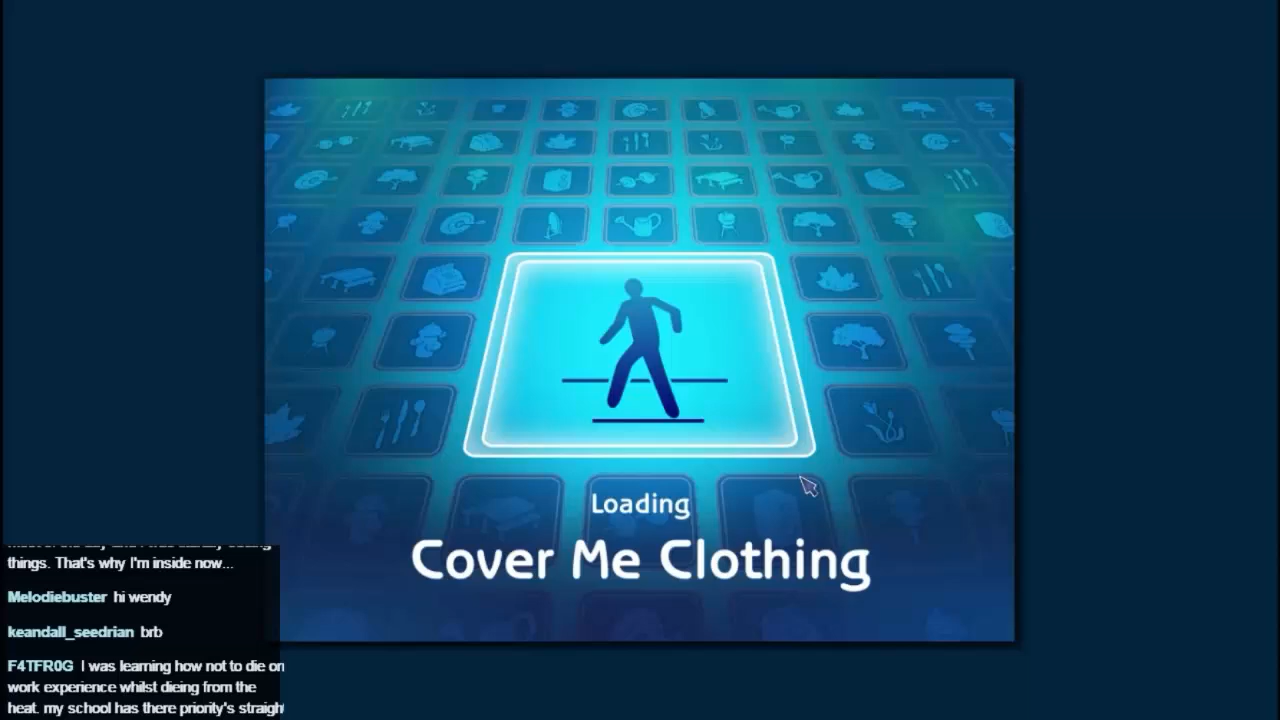 Loading
Cover Me Clothing
things. That's why I'm inside now...
Melodiebuster hi wendy
keandall_seedrian brb
F4TFR0G I was learning how not to die on
work experience whilst dieing from the
heat. my school has there priority's straight